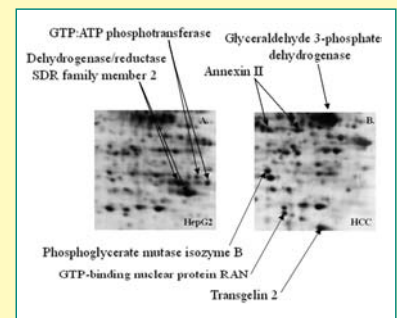 GTP:ATP phosphotransferase
Dehydrogenase/reductase
SDR family member 2
Glyceraldehyde 3-phosphate
dehydrogenase
Annexin II
A.
B.
HepG2
HCC
Phosphoglycerate mutase isozyme B
GTP-binding nuclear protein RAN
Transgelin 2